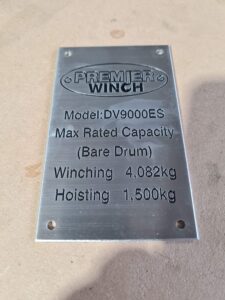 PREMIER
WINCH
Model:DV9000ES
Max Rated Capacity
(Bare Drum)
Winching 4,082kg
Hoisting 1,500kg